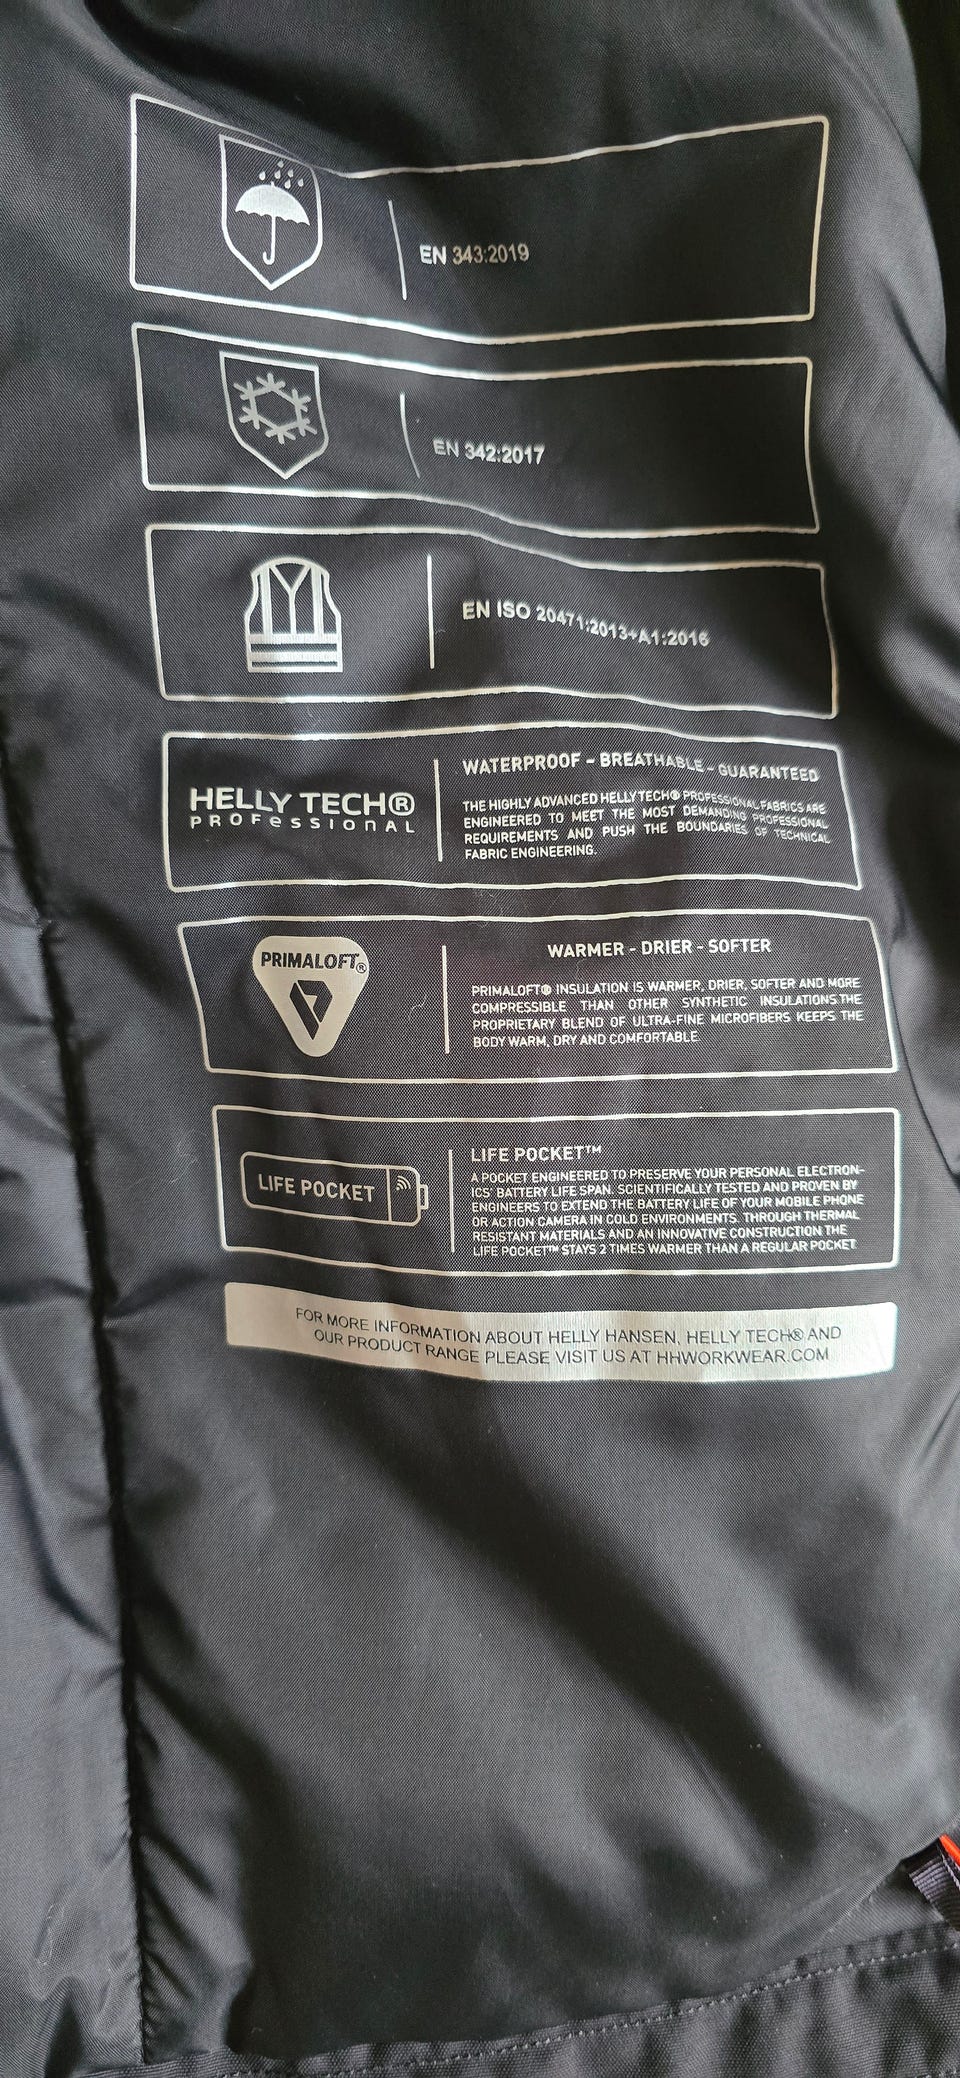 EN 343:2019
EN 342:2017
EN ISO 20471:2013+A1:2016
HELLY TECH®
PROFESSIONAL
WATERPROOF - BREATHABLE - GUARANTEED
THE HIGHLY ADVANCED HELLY TECH® PROFESSIONAL FABRICS ARE
ENGINEERED TO MEET THE MOST DEMANDING PROFESSIONAL
REQUIREMENTS AND PUSH THE BOUNDARIES OF TECHNICAL
FABRIC ENGINEERING.
PRIMALOFT®
WARMER - DRIER - SOFTER
PRIMALOFT® INSULATION IS WARMER, DRIER, SOFTER AND MORE
COMPRESSIBLE THAN OTHER SYNTHETIC INSULATIONS.THE
PROPRIETARY BLEND OF ULTRA-FINE MICROFIBERS KEEPS THE
BODY WARM, DRY AND COMFORTABLE.
LIFE POCKET
LIFE POCKET™
A POCKET ENGINEERED TO PRESERVE YOUR PERSONAL ELECTRON-
ICS' BATTERY LIFE SPAN. SCIENTIFICALLY TESTED AND PROVEN BY
ENGINEERS TO EXTEND THE BATTERY LIFE OF YOUR MOBILE PHONE
OR ACTION CAMERA IN COLD ENVIRONMENTS. THROUGH THERMAL
RESISTANT MATERIALS AND AN INNOVATIVE CONSTRUCTION THE
LIFE POCKET™ STAYS 2 TIMES WARMER THAN A REGULAR POCKET.
FOR MORE INFORMATION ABOUT HELLY HANSEN, HELLY TECH® AND
OUR PRODUCT RANGE PLEASE VISIT US AT HHWORKWEAR.COM